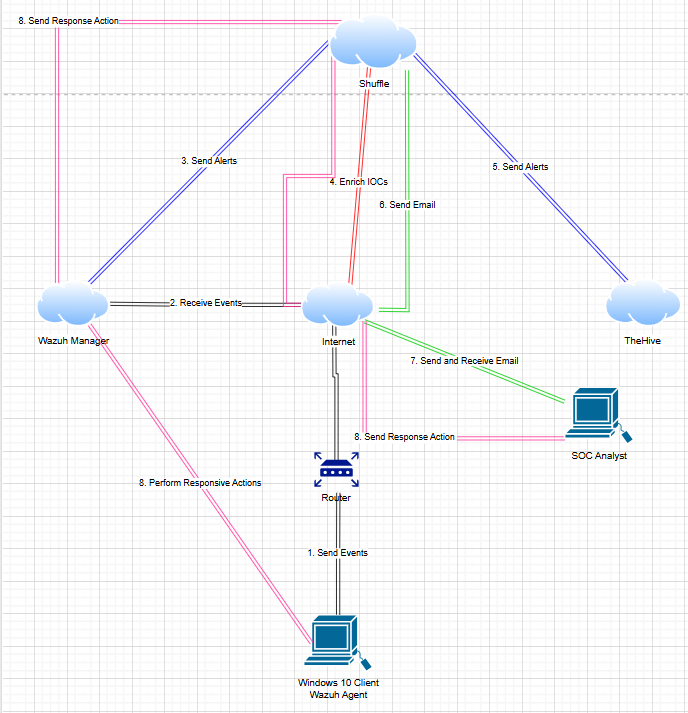 8. Send Response Action
Shuffle
3. Send Alerts
5. Send Alerts
4. Enrich IOCs
6. Send Email
2. Receive Events
Wazuh Manager
Internet
TheHive
7. Send and Receive Email
8. Send Response Action
SOC Analyst
8. Perform Responsive Actions
Router
1. Send Events
Windows 10 Client
Wazuh Agent